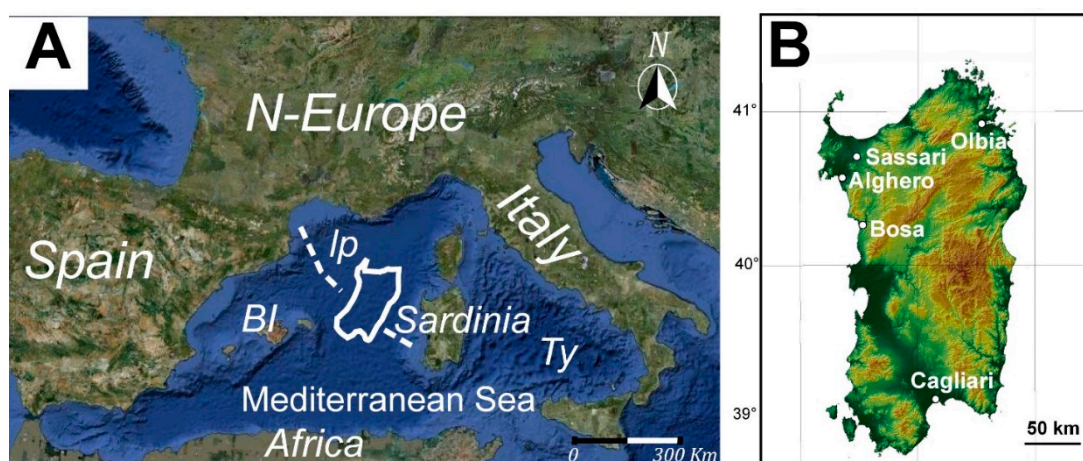 A
N
N-Europe
Italy
Spain
Ip
BI
Sardinia
Ty
Mediterranean Sea
Africa
0 300 Km
B
41°
Olbia
Sassari
Alghero
Bosa
40°
Cagliari
39°
50 km